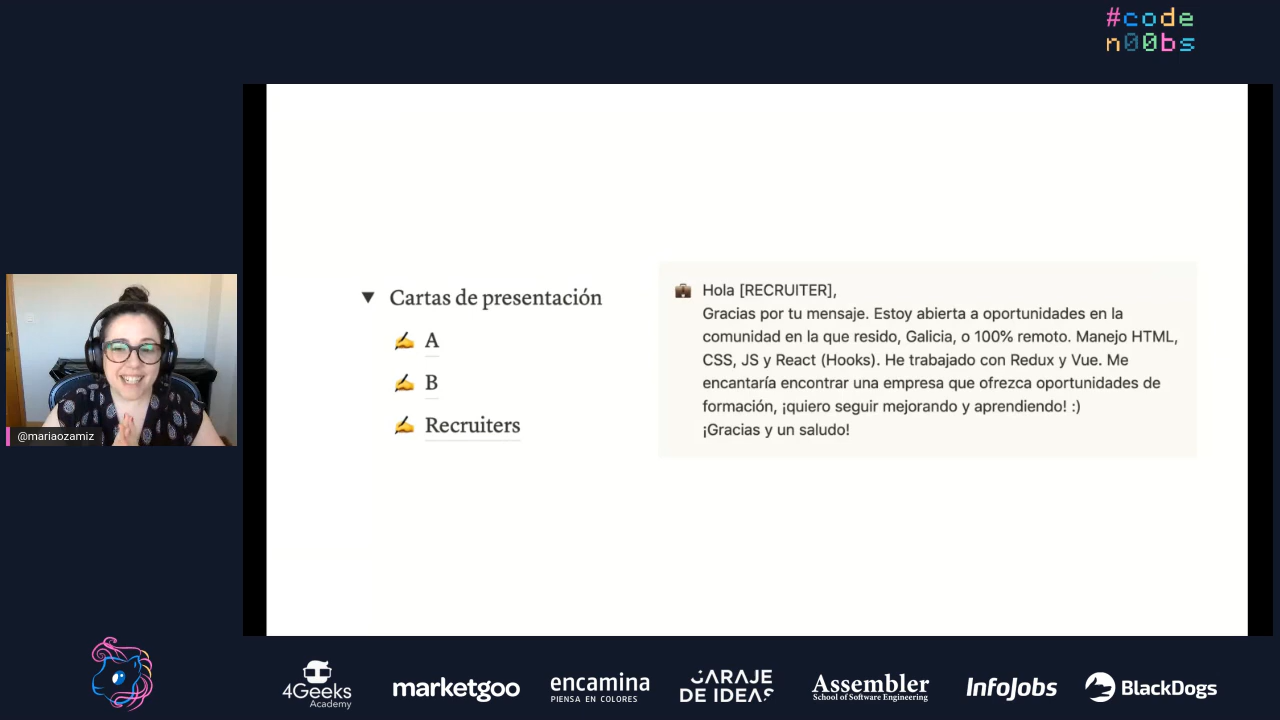 #code
n00bs
Cartas de presentación
A
B
Recruiters
Hola [RECRUITER],
Gracias por tu mensaje. Estoy abierta a oportunidades en la
comunidad en la que resido, Galicia, o 100% remoto. Manejo HTML,
CSS, JS y React (Hooks). He trabajado con Redux y Vue. Me
encantaría encontrar una empresa que ofrezca oportunidades de
formación, ¡quiero seguir mejorando y aprendiendo! :)
¡Gracias y un saludo!
@mariaozamiz
4Geeks
Academy
marketgoo
encamina
PIENSA EN COLORES
GARAJE
DE IDEAS
Assembler
School of Software Engineering
InfoJobs
BlackDogs